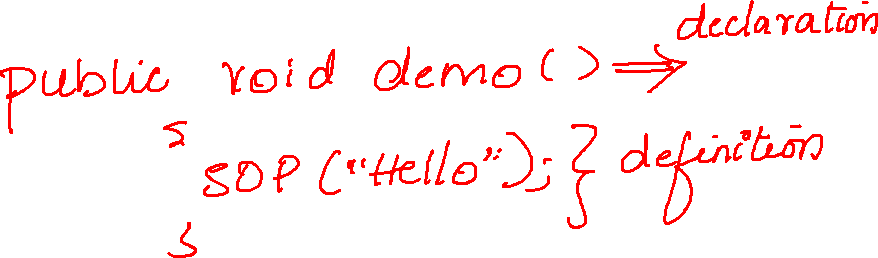 public void demo() ⇒ declaration
{
SOP ("Hello"); } definition
}